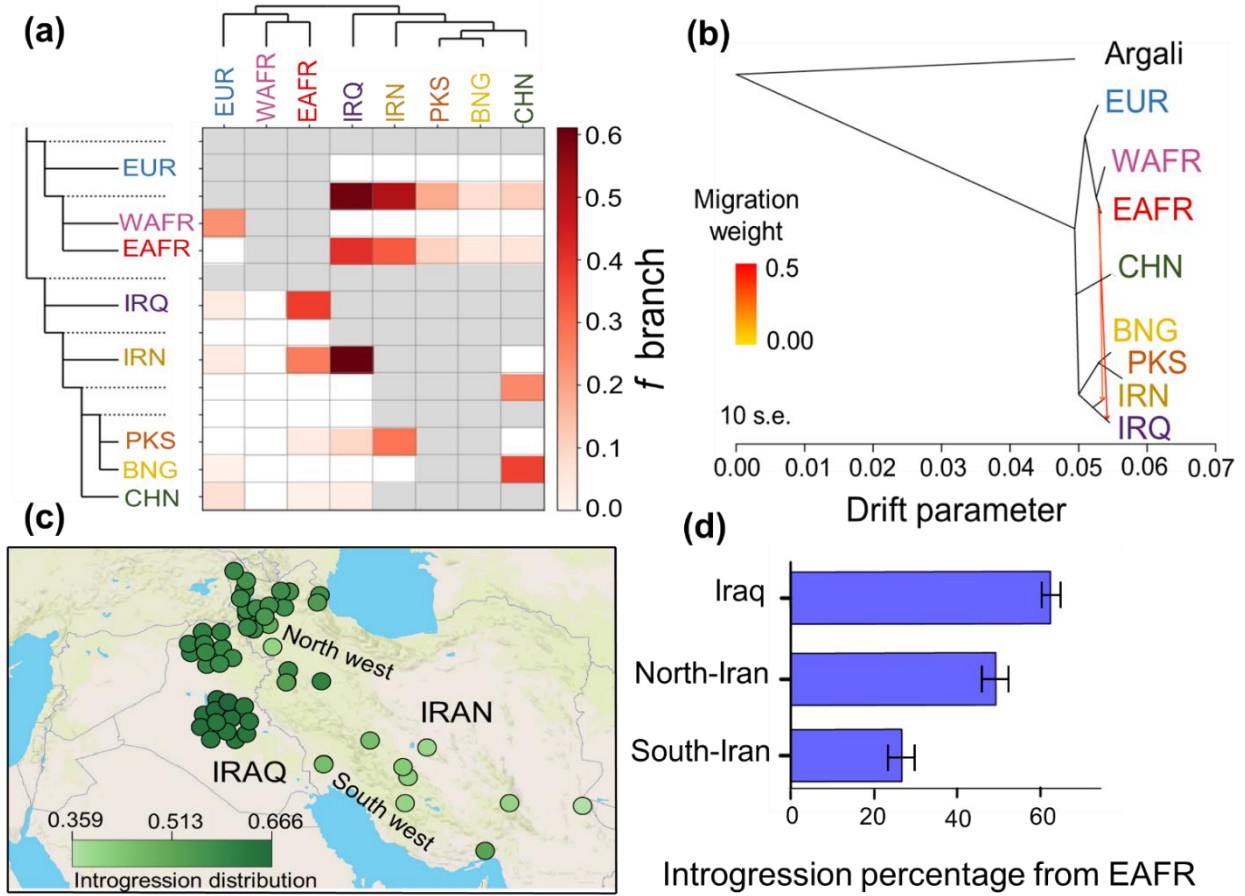 (a)
EUR
WAFR
EAFR
IRQ
IRN
PKS
BNG
CHN
EUR
WAFR
EAFR
IRQ
IRN
PKS
BNG
CHN
0.6
0.5
0.4
0.3
0.2
0.1
0.0
f branch
(b)
Argali
EUR
WAFR
EAFR
CHN
BNG
PKS
IRN
IRQ
Migration
weight
0.5
0.00
10 s.e.
0.00 0.01 0.02 0.03 0.04 0.05 0.06 0.07
Drift parameter
(c)
North west
IRAN
IRAQ
South west
0.359 0.513 0.666
Introgression distribution
(d)
Iraq
North-Iran
South-Iran
0 20 40 60
Introgression percentage from EAFR